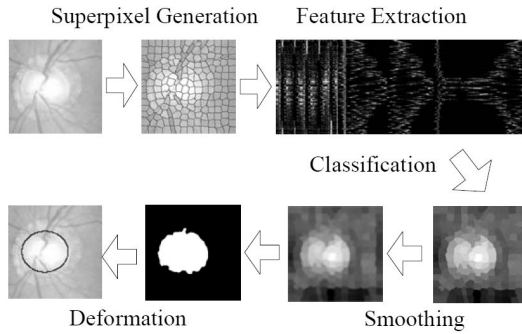 Superpixel Generation
Feature Extraction
Classification
Deformation
Smoothing